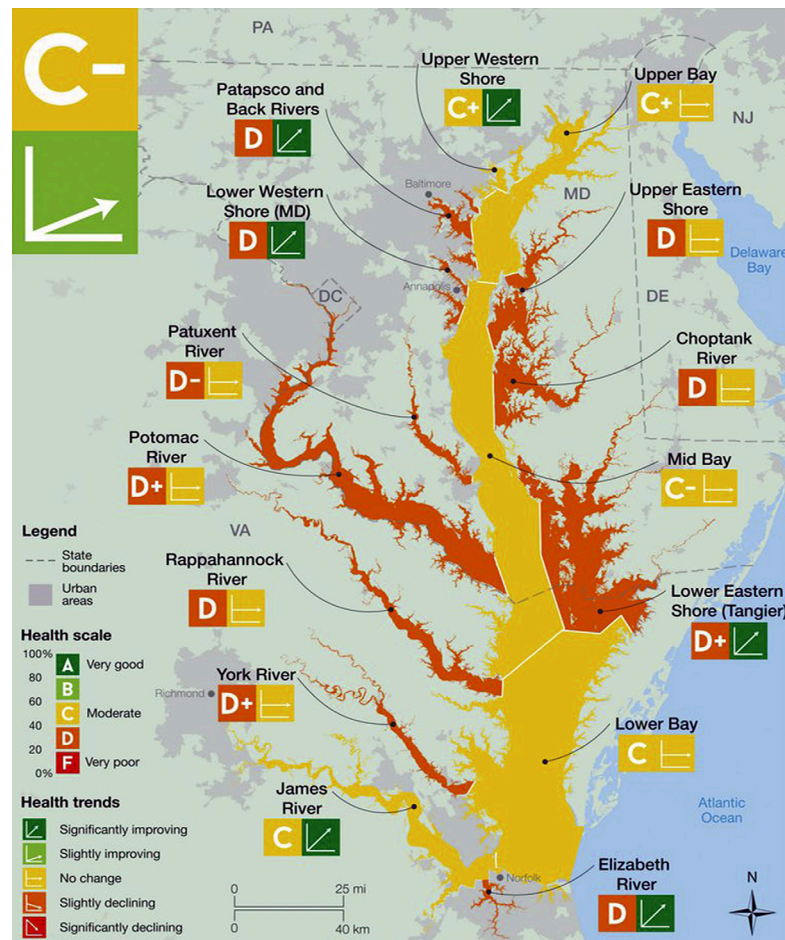 C-
PA
Upper Western
Shore
C+
Upper Bay
C+
Patapsco and
Back Rivers
D
NJ
Baltimore
MD
Lower Western
Shore (MD)
D
Upper Eastern
Shore
D
Delaware
Bay
Annapolis
DC
DE
Patuxent
River
D-
Choptank
River
D
Potomac
River
D+
Mid Bay
C-
Legend
State
boundaries
Urban
areas
VA
Rappahannock
River
D
Lower Eastern
Shore (Tangier)
D+
Health scale
100%
80
60
40
20
0%
A Very good
B
C Moderate
D
F Very poor
Richmond
York River
D+
Lower Bay
C
James
River
C
Atlantic
Ocean
Health trends
Significantly improving
Slightly improving
No change
Slightly declining
Significantly declining
0 25 mi
0 40 km
Norfolk
Elizabeth
River
D
N